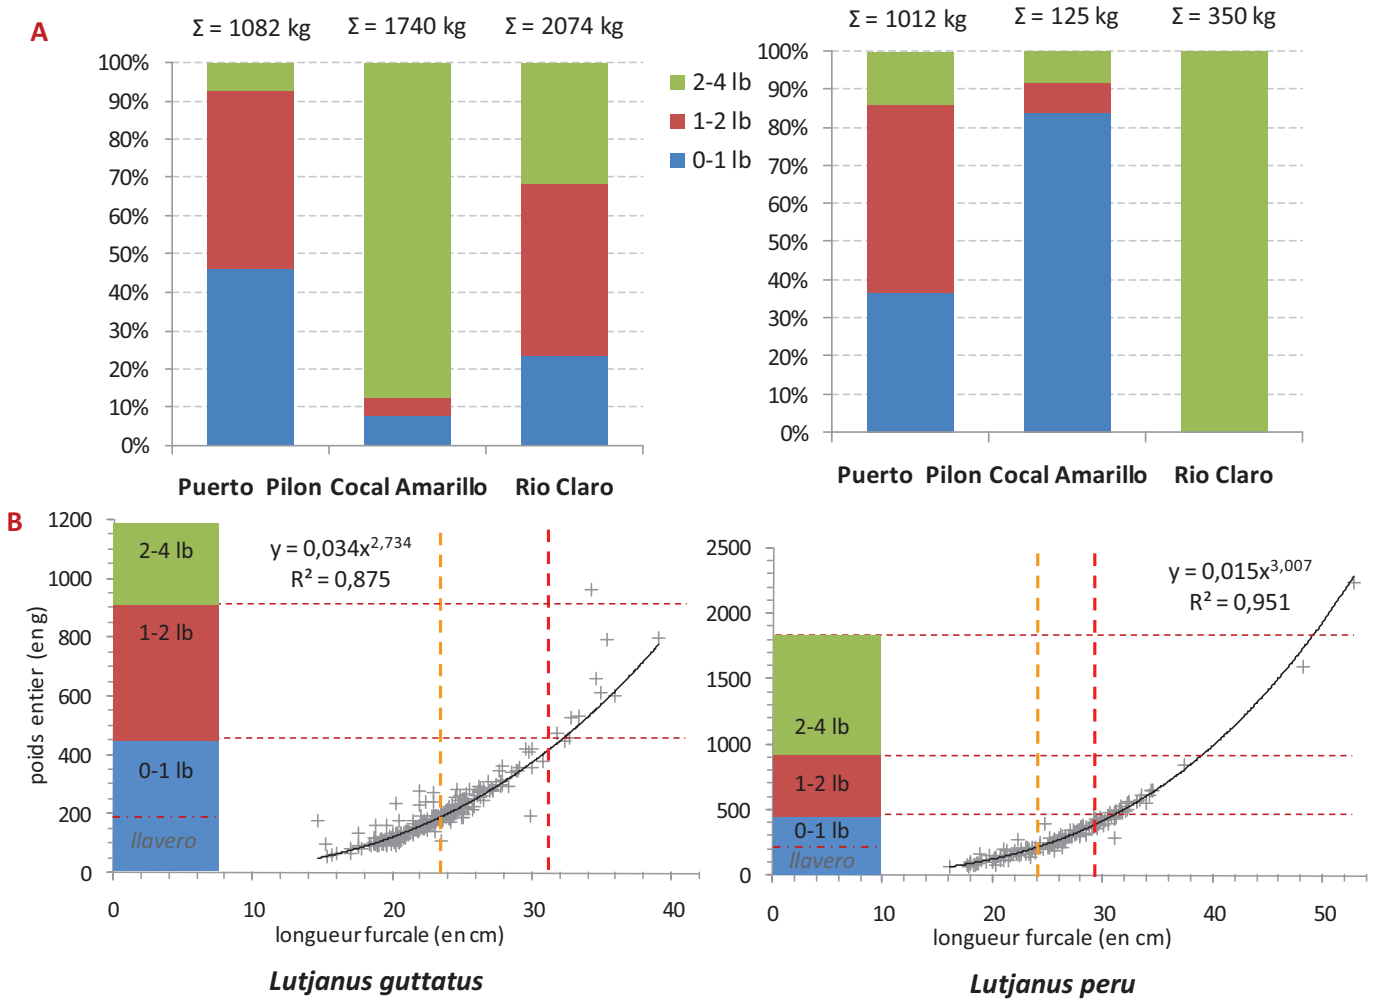 A
Σ = 1082 kg Σ = 1740 kg Σ = 2074 kg
100%
90%
80%
70%
60%
50%
40%
30%
20%
10%
0%
Puerto Pilon Cocal Amarillo Rio Claro
2-4 lb
1-2 lb
0-1 lb
Σ = 1012 kg Σ = 125 kg Σ = 350 kg
100%
90%
80%
70%
60%
50%
40%
30%
20%
10%
0%
Puerto Pilon Cocal Amarillo Rio Claro
B
poids entier (en g)
1200
1000
800
600
400
200
0
2-4 lb
1-2 lb
0-1 lb
llavero
y = 0,034x^2,734
R² = 0,875
0 10 20 30 40
longueur furcale (en cm)
Lutjanus guttatus
2500
2000
1500
1000
500
0
2-4 lb
1-2 lb
0-1 lb
llavero
y = 0,015x^3,007
R² = 0,951
0 10 20 30 40 50
longueur furcale (en cm)
Lutjanus peru